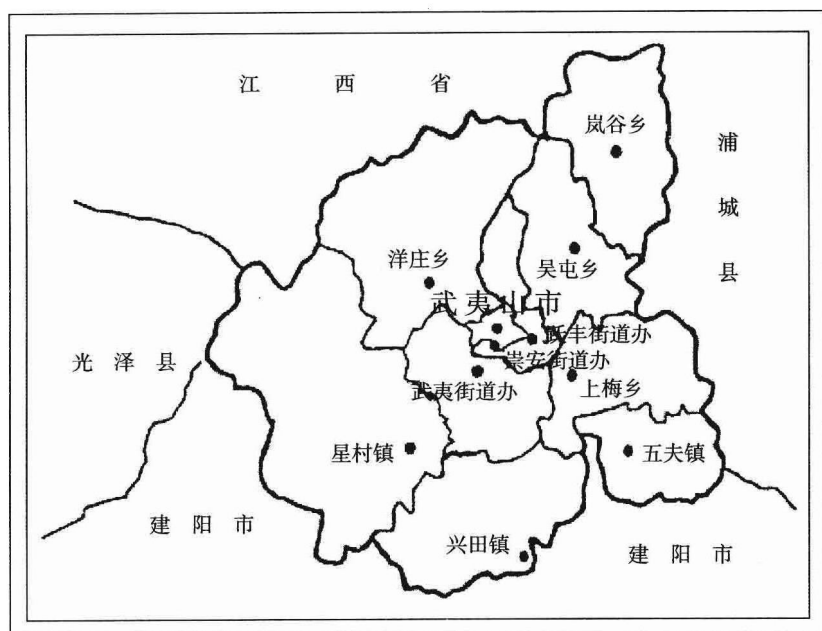 江西省
岚谷乡
浦城县
洋庄乡
吴屯乡
武夷山市
跃丰街道办
崇安街道办
光泽县
武夷街道办
上梅乡
星村镇
五夫镇
建阳市
兴田镇
建阳市